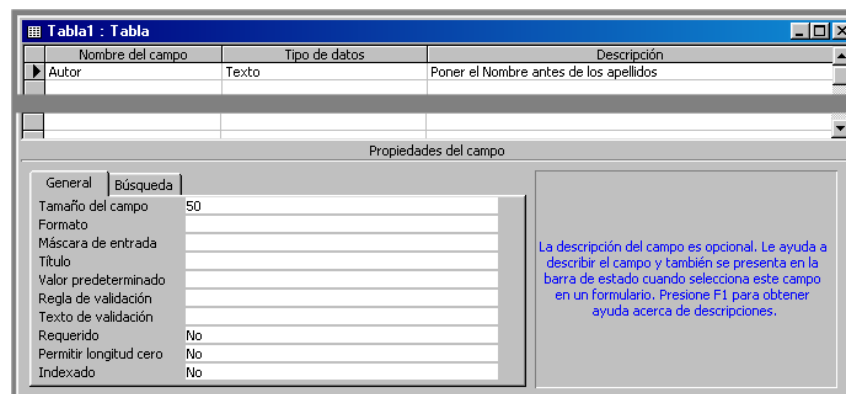 Tabla1 : Tabla
Nombre del campo Tipo de datos Descripción
Autor Texto Poner el Nombre antes de los apellidos
Propiedades del campo
General Búsqueda
Tamaño del campo 50
Formato
Máscara de entrada
Título
Valor predeterminado
Regla de validación
Texto de validación
Requerido No
Permitir longitud cero No
Indexado No
La descripción del campo es opcional. Le ayuda a
describir el campo y también se presenta en la
barra de estado cuando selecciona este campo
en un formulario. Presione F1 para obtener
ayuda acerca de descripciones.